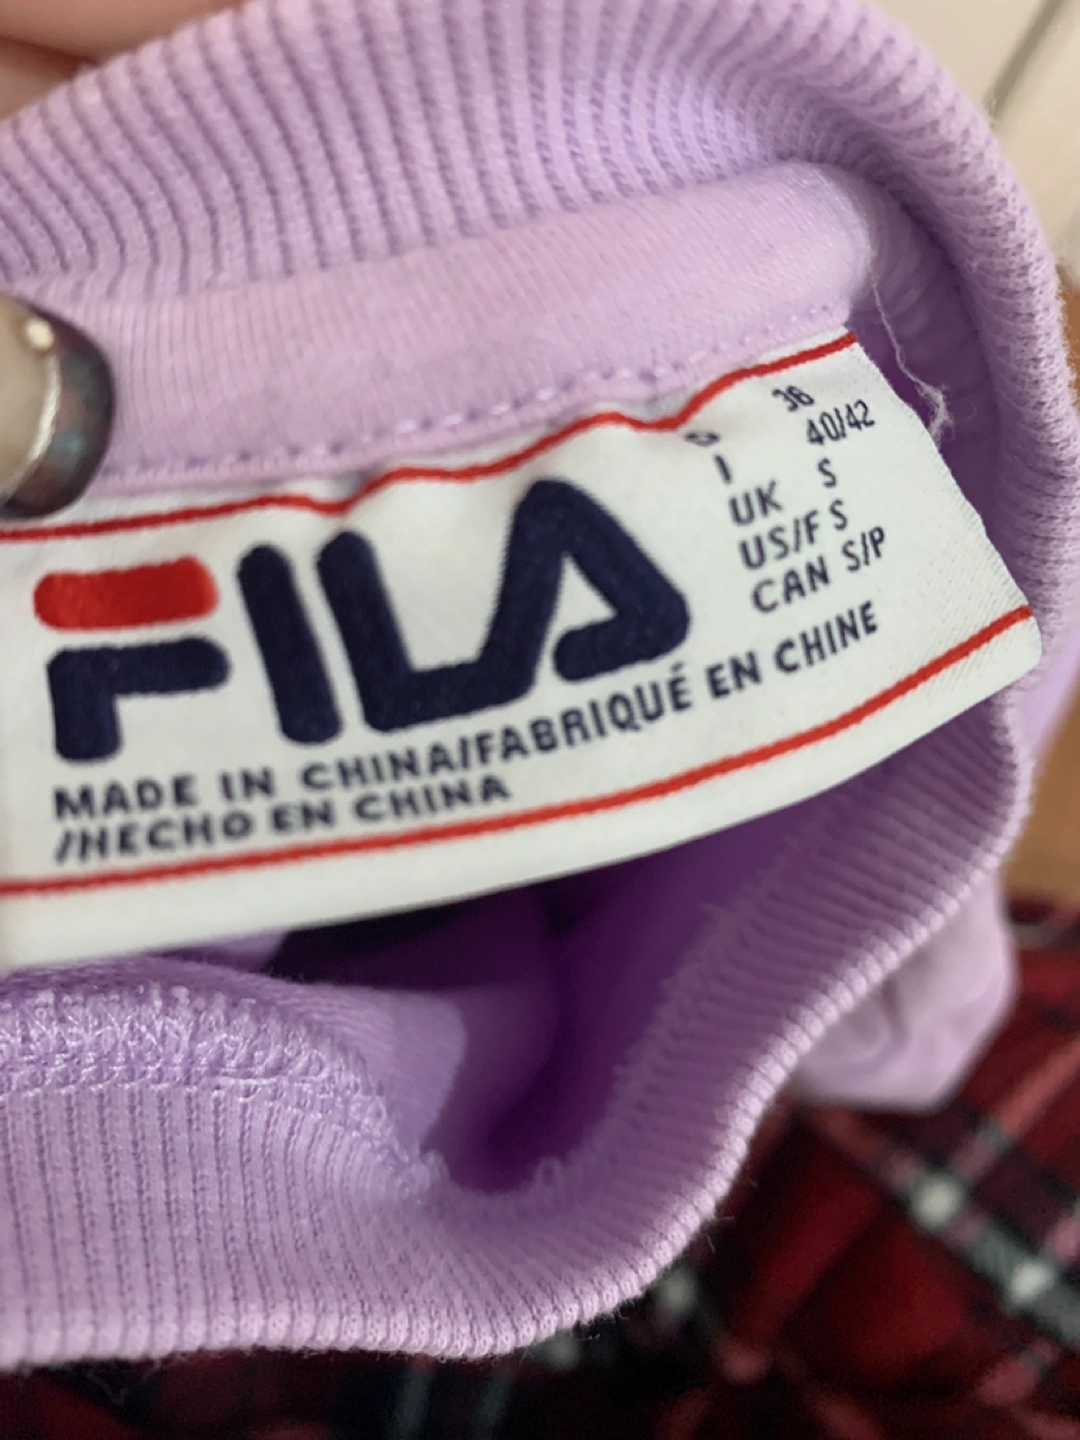 FILA
D 36
I 40/42
UK S
US/F S
CAN S/P
MADE IN CHINA/FABRIQUÉ EN CHINE
/HECHO EN CHINA